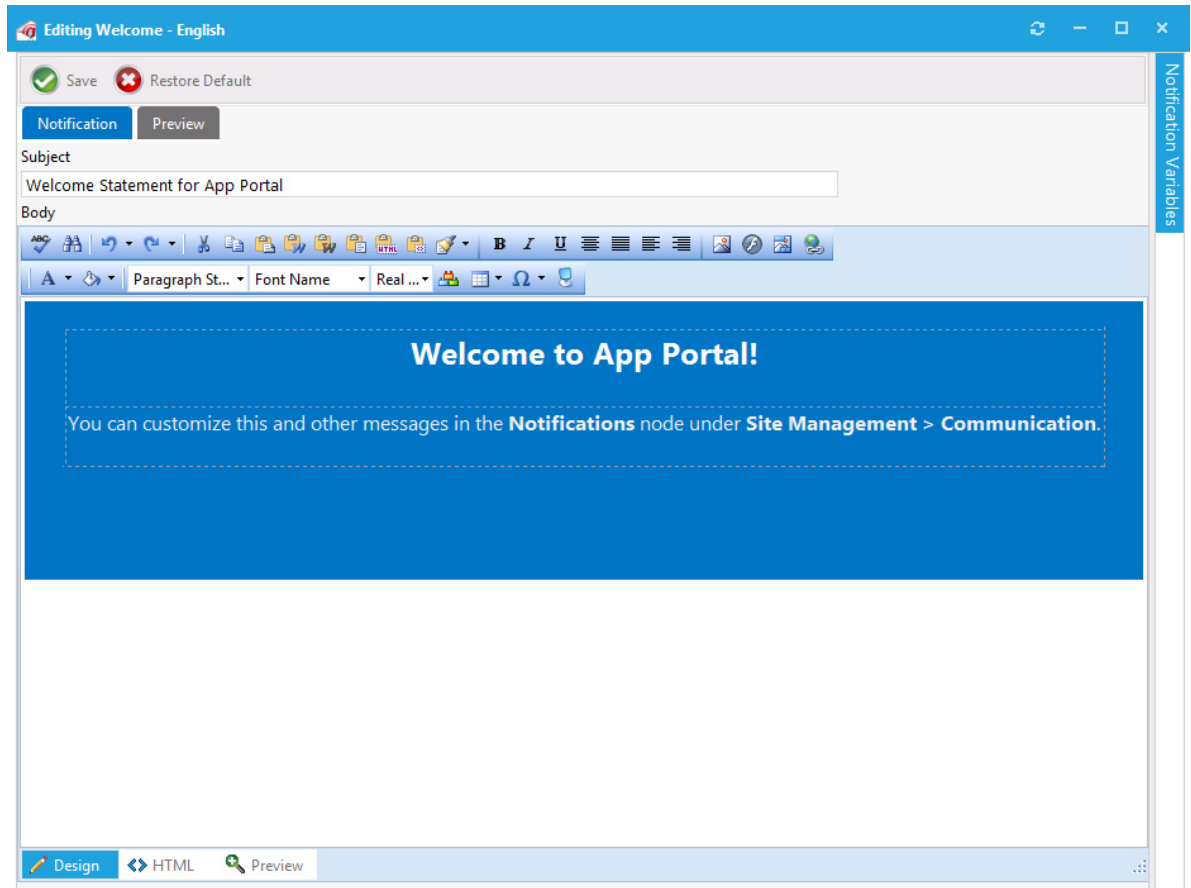 Editing Welcome - English
Save Restore Default
Notification Preview
Notification Variables
Subject
Welcome Statement for App Portal
Body
ABC W W HTML B I U
A Paragraph St... Font Name Real ... Ω
Welcome to App Portal!
You can customize this and other messages in the Notifications node under Site Management > Communication.
Design HTML Preview